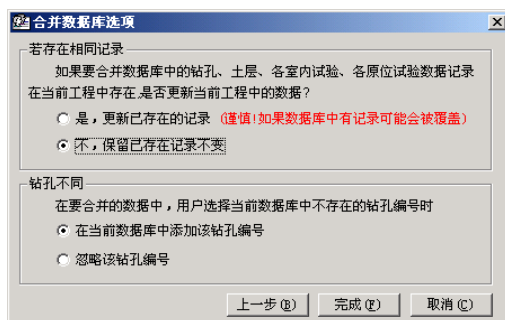 合并数据库选项
若存在相同记录
如果要合并数据库中的钻孔、土层、各室内试验、各原位试验数据记录
在当前工程中存在,是否更新当前工程中的数据?
是,更新已存在的记录 (谨慎!如果数据库中有记录可能会被覆盖)
不,保留已存在记录不变
钻孔不同
在要合并的数据中,用户选择当前数据库中不存在的钻孔编号时
在当前数据库中添加该钻孔编号
忽略该钻孔编号
上一步(B) 完成(F) 取消(C)